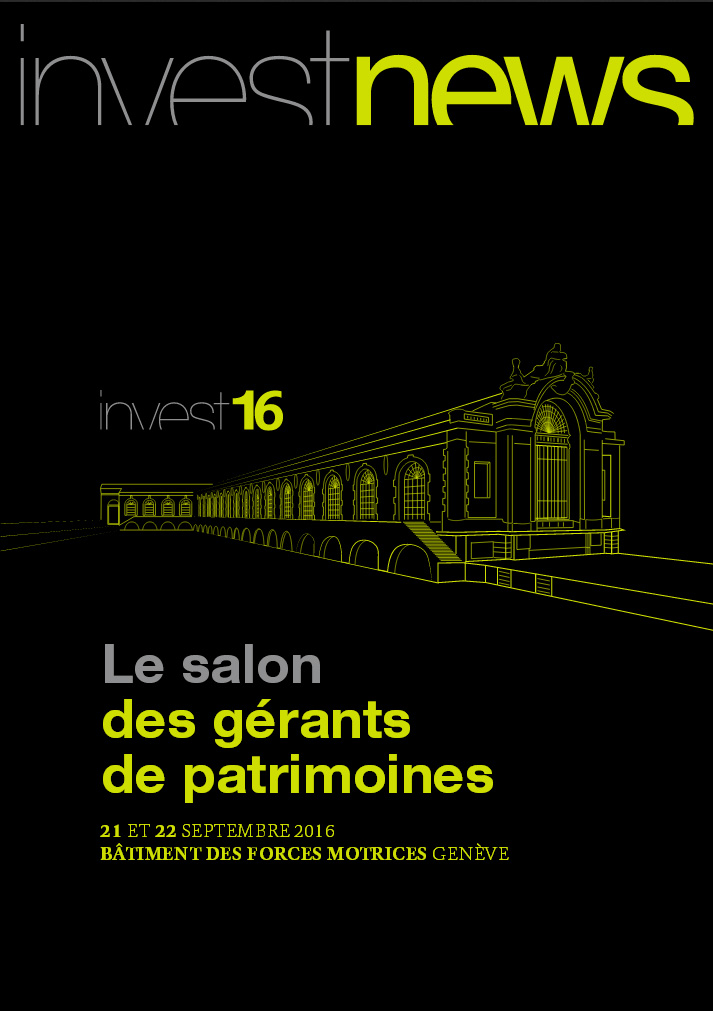 investnews
invest16
Le salon
des gérants
de patrimoines
21 ET 22 SEPTEMBRE 2016
BÂTIMENT DES FORCES MOTRICES GENÈVE